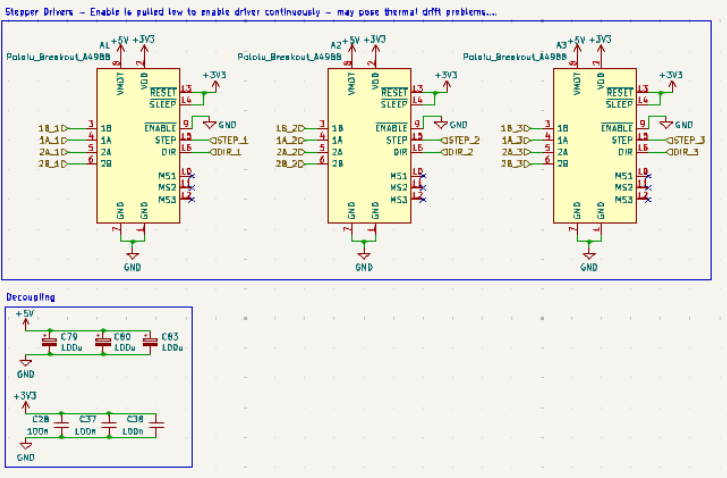 Stepper Drivers - Enable is pulled low to enable driver continuously - may pose thermal drift problems....
A1 +5V +3V3
Pololu_Breakout_A4988
VMOT VDD
8 2
RESET 13 +3V3
SLEEP 14
1B_1 3 1B ENABLE 9 GND
1A_1 4 1A STEP 15 STEP_1
2A_1 5 2A DIR 16 DIR_1
2B_1 6 2B
MS1 10
MS2 11
MS3 12
GND GND
7 1
GND
A2 +5V +3V3
Pololu_Breakout_A4988
VMOT VDD
8 2
RESET 13 +3V3
SLEEP 14
1B_2 3 1B ENABLE 9 GND
1A_2 4 1A STEP 15 STEP_2
2A_2 5 2A DIR 16 DIR_2
2B_2 6 2B
MS1 10
MS2 11
MS3 12
GND GND
7 1
GND
A3 +5V +3V3
Pololu_Breakout_A4988
VMOT VDD
8 2
RESET 13 +3V3
SLEEP 14
1B_3 3 1B ENABLE 9 GND
1A_3 4 1A STEP 15 STEP_3
2A_3 5 2A DIR 16 DIR_3
2B_3 6 2B
MS1 10
MS2 11
MS3 12
GND GND
7 1
GND
Decoupling
+5V
C79 C80 C83
100u 100u 100u
GND
+3V3
C28 C37 C38
100n 100n 100n
GND